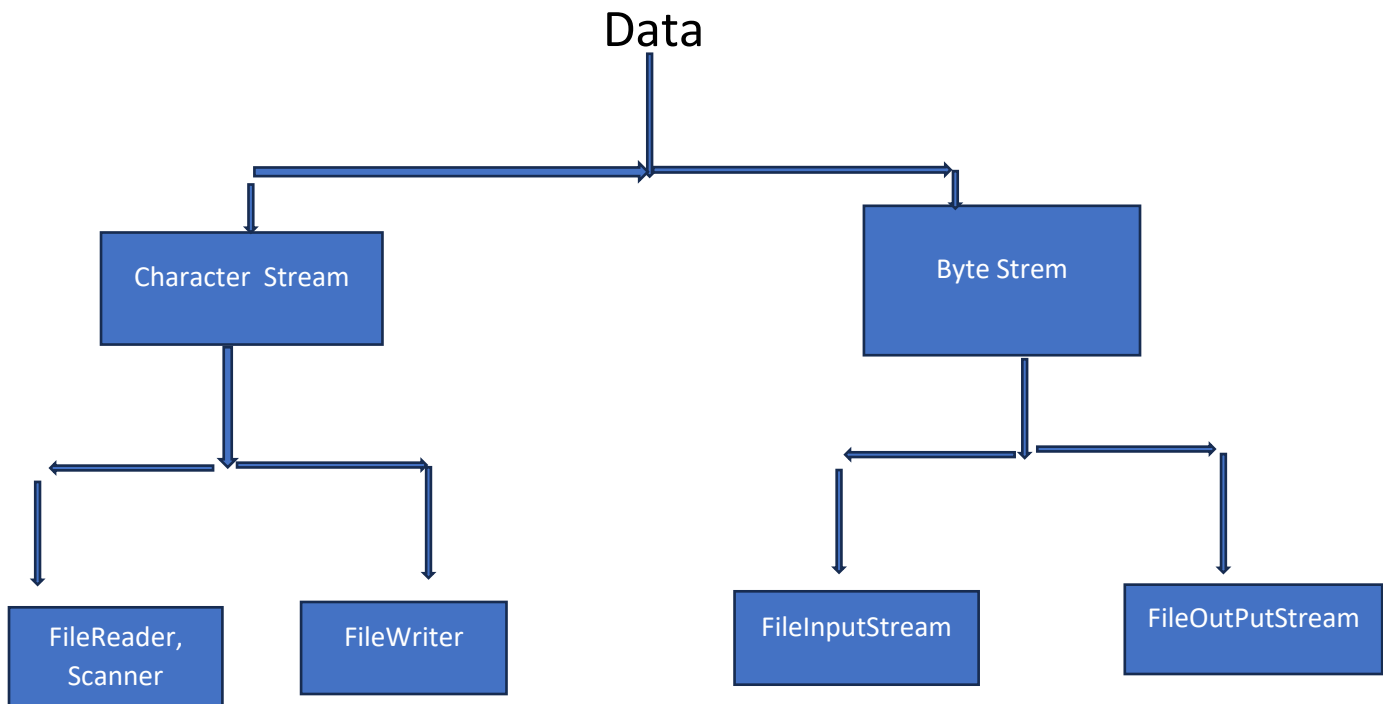 Data
Character  Stream
Byte Strem
FileReader,
Scanner
FileWriter
FileInputStream
FileOutPutStream